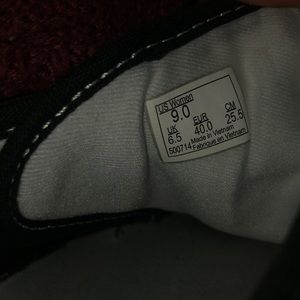 US Women
9.0
UK EUR CM
6.5 40.0 25.5
500714 Made in Vietnam
Fabriqué en Vietnam